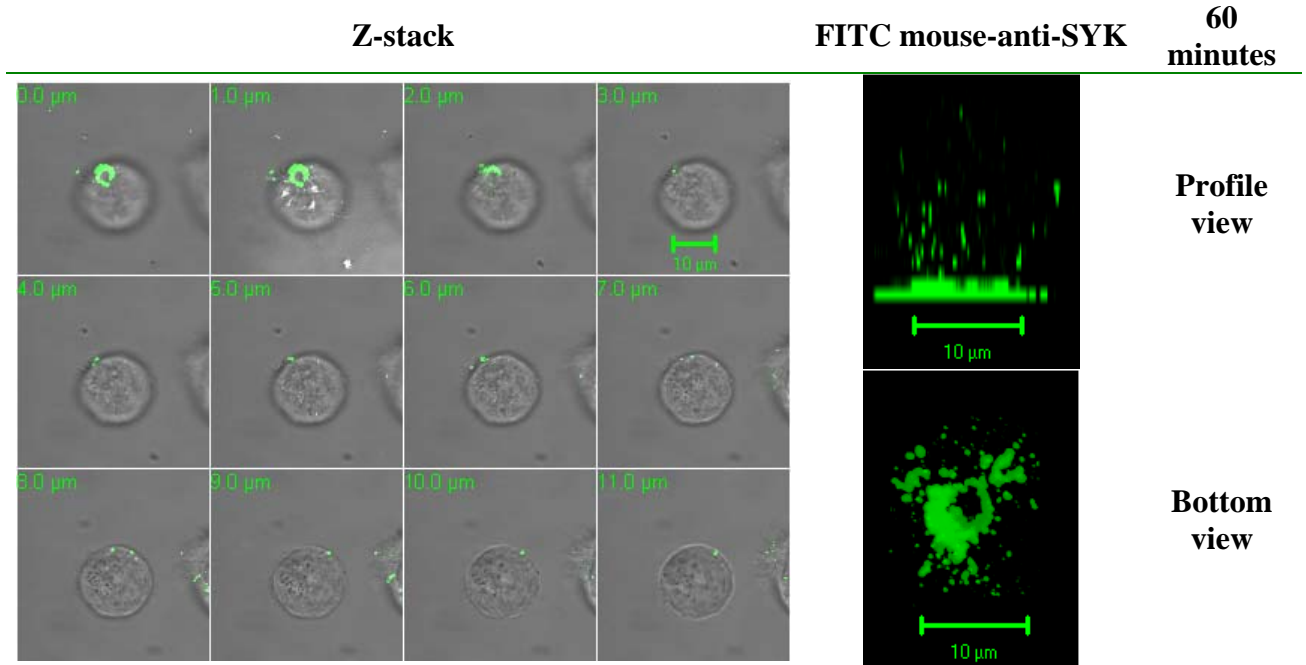 Z-stack
FITC mouse-anti-SYK
60
minutes
0.0 µm
1.0 µm
2.0 µm
3.0 µm
10 µm
4.0 µm
5.0 µm
6.0 µm
7.0 µm
8.0 µm
9.0 µm
10.0 µm
11.0 µm
10 µm
Profile
view
10 µm
Bottom
view